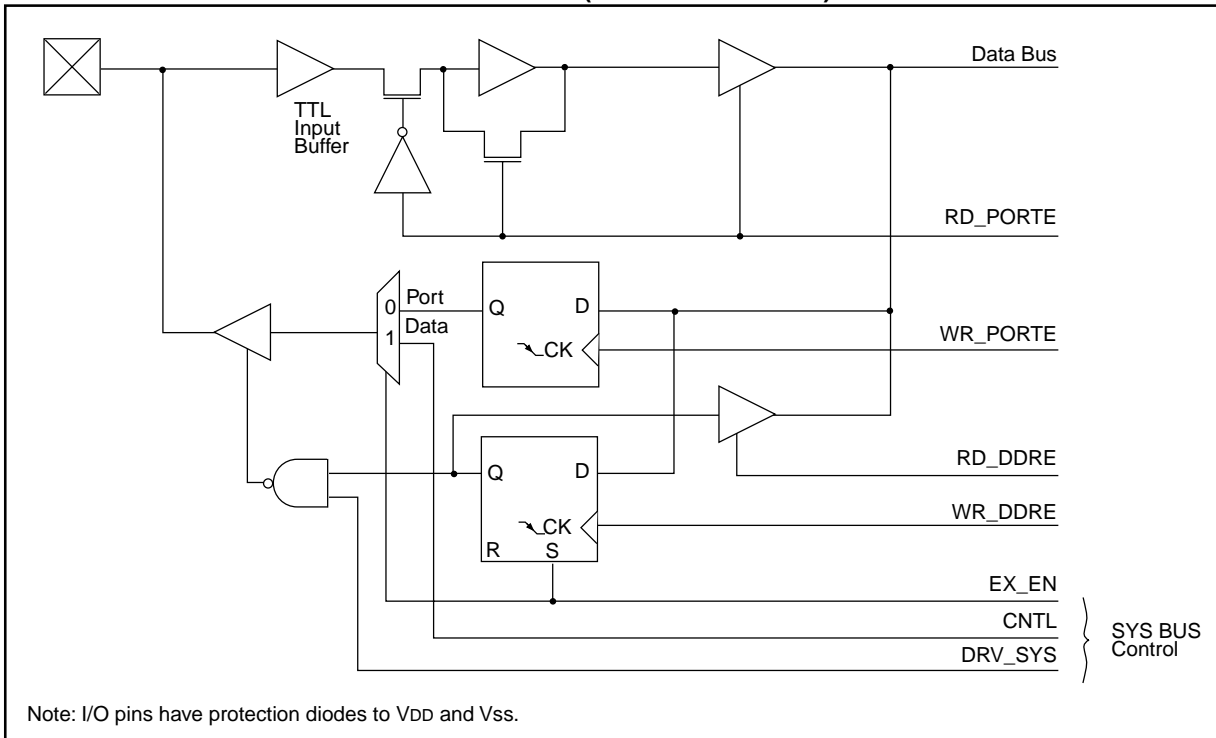 Data Bus
TTL
Input
Buffer
RD_PORTE
0
Port
1
Data
Q
D
CK
WR_PORTE
Q
D
CK
R
S
RD_DDRE
WR_DDRE
EX_EN
CNTL
DRV_SYS
SYS BUS
Control
Note: I/O pins have protection diodes to VDD and Vss.